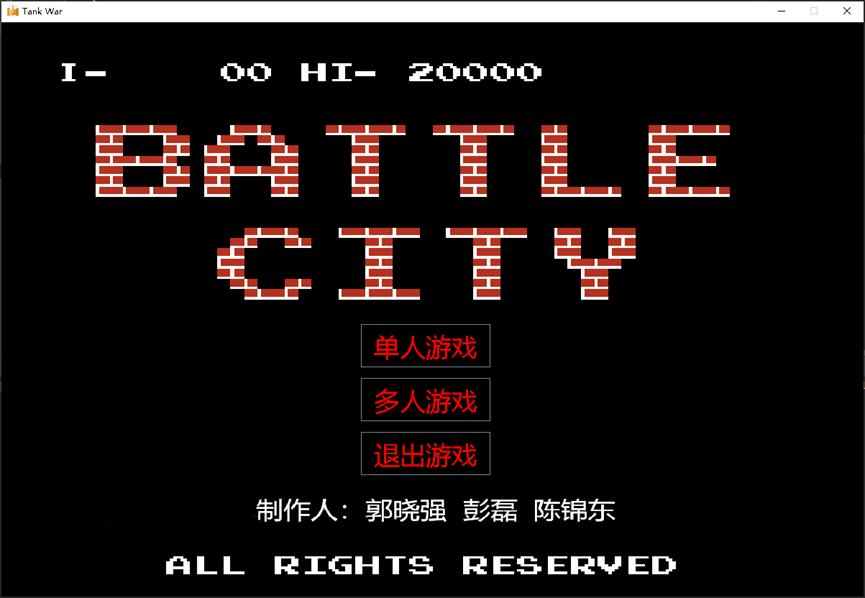 Tank War
I- 00 HI- 20000
BATTLE
CITY
单人游戏
多人游戏
退出游戏
制作人：郭晓强 彭磊 陈锦东
ALL RIGHTS RESERVED